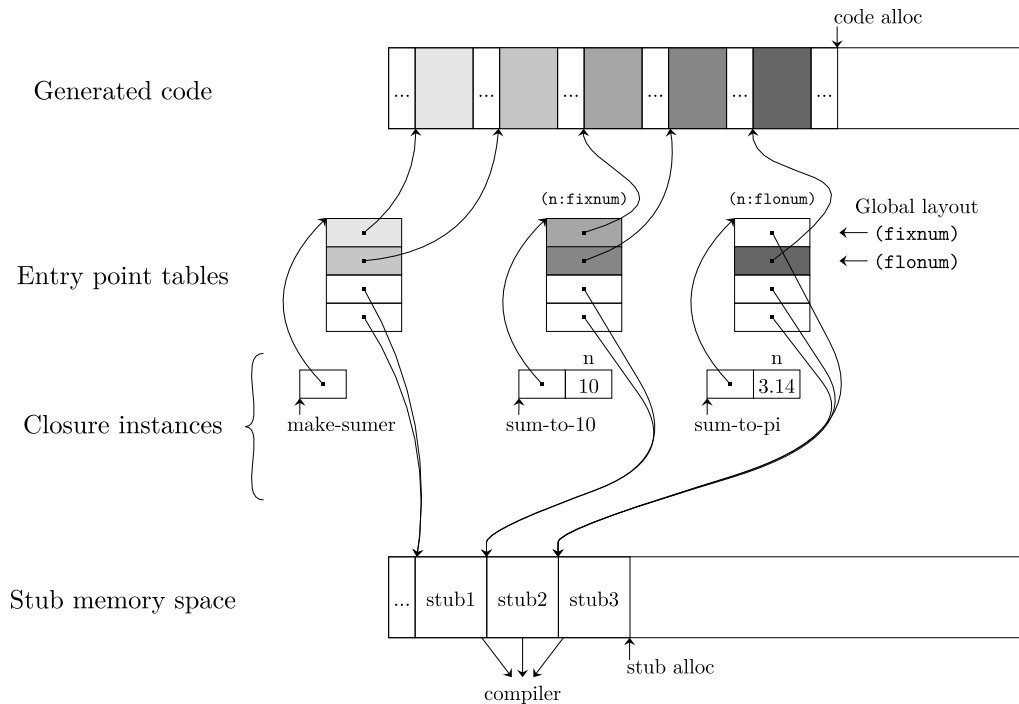 code alloc
Generated code
... ... ... ... ... ...
(n:fixnum) (n:flonum)
Global layout
(fixnum)
Entry point tables
(flonum)
n n
10 3.14
Closure instances
make-sumer sum-to-10 sum-to-pi
Stub memory space
... stub1 stub2 stub3
stub alloc
compiler